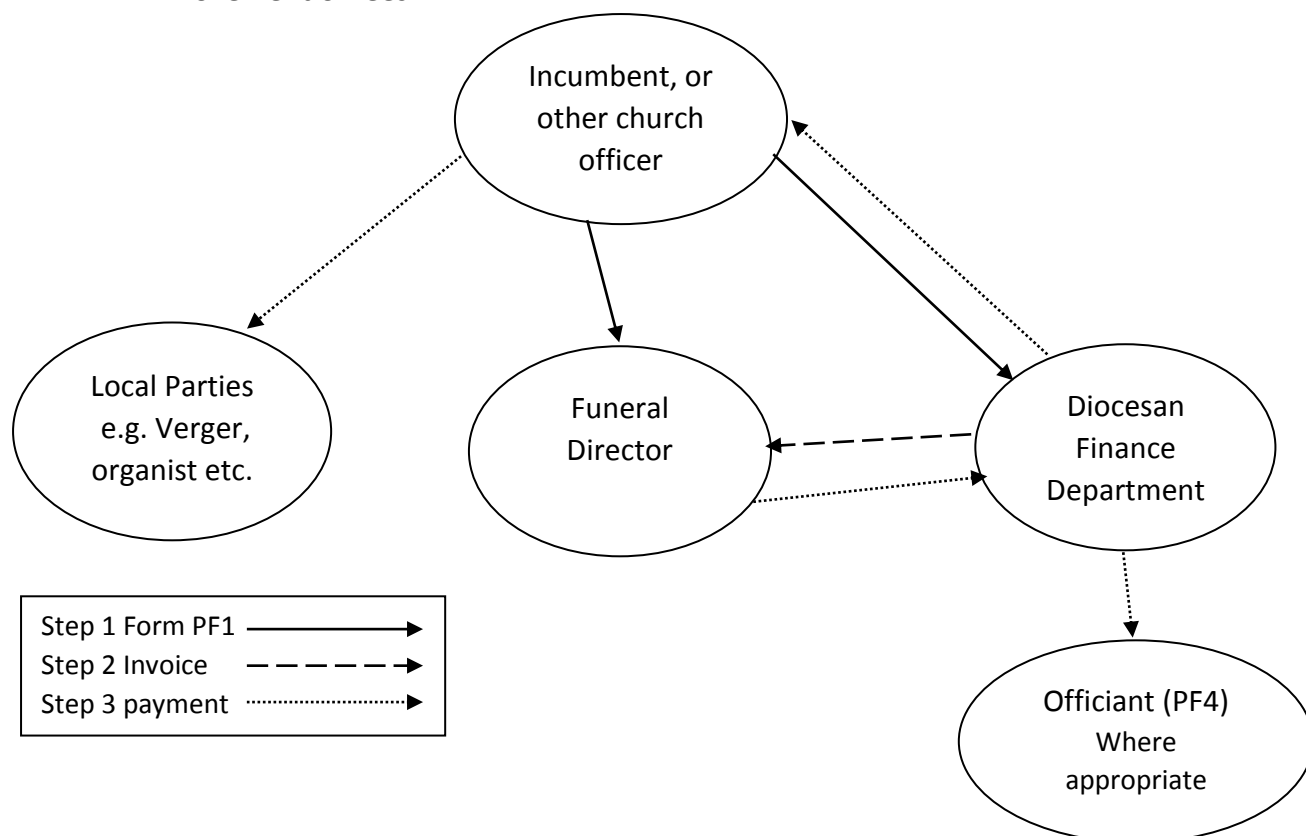 Incumbent, or
other church
officer
Local Parties
e.g. Verger,
organist etc.
Funeral
Director
Diocesan
Finance
Department
Step 1 Form PF1
Step 2 Invoice
Step 3 payment
Officiant (PF4)
Where
appropriate